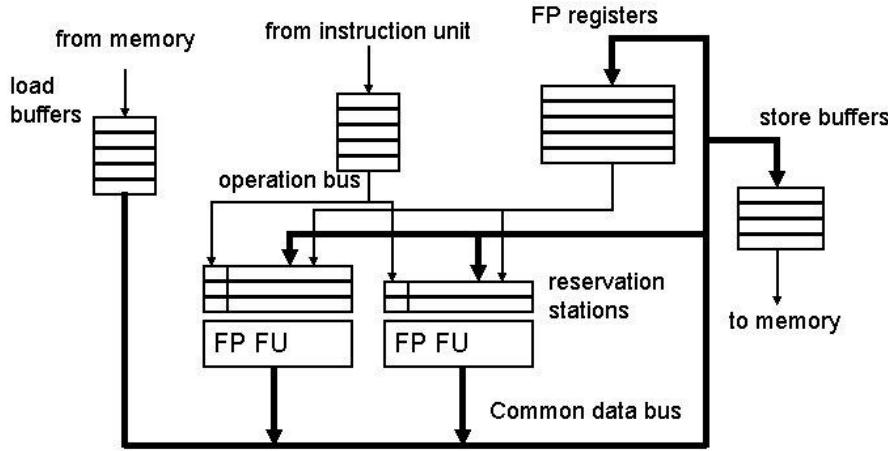 from memory
from instruction unit
FP registers
load
buffers
store buffers
operation bus
reservation
stations
to memory
FP FU
FP FU
Common data bus